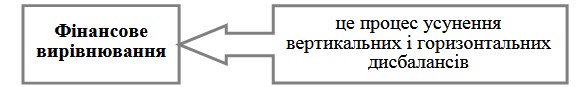 Фінансове
вирівнювання
це процес усунення
вертикальних і горизонтальних
дисбалансів